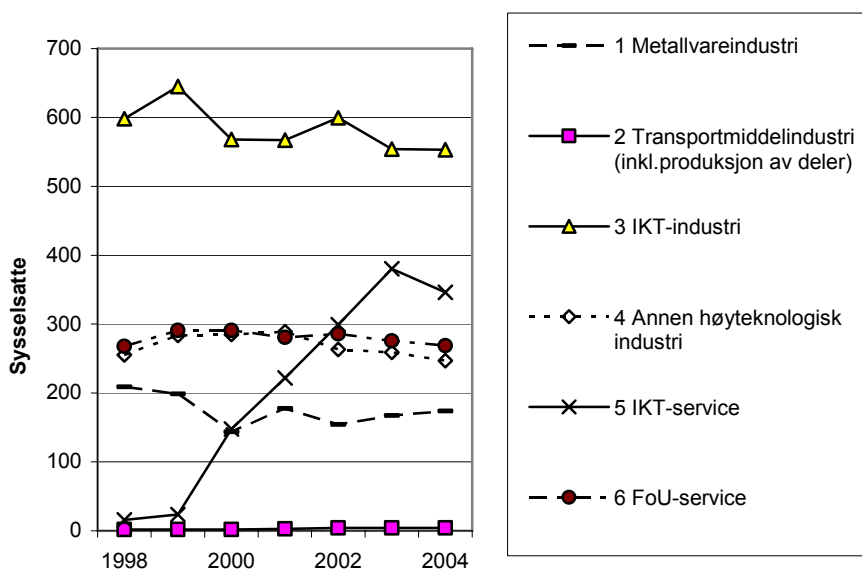 700
600
500
400
300
200
100
0
Sysselsatte
1998
2000
2002
2004
1 Metallvareindustri
2 Transportmiddelindustri
(inkl.produksjon av deler)
3 IKT-industri
4 Annen høyteknologisk
industri
5 IKT-service
6 FoU-service